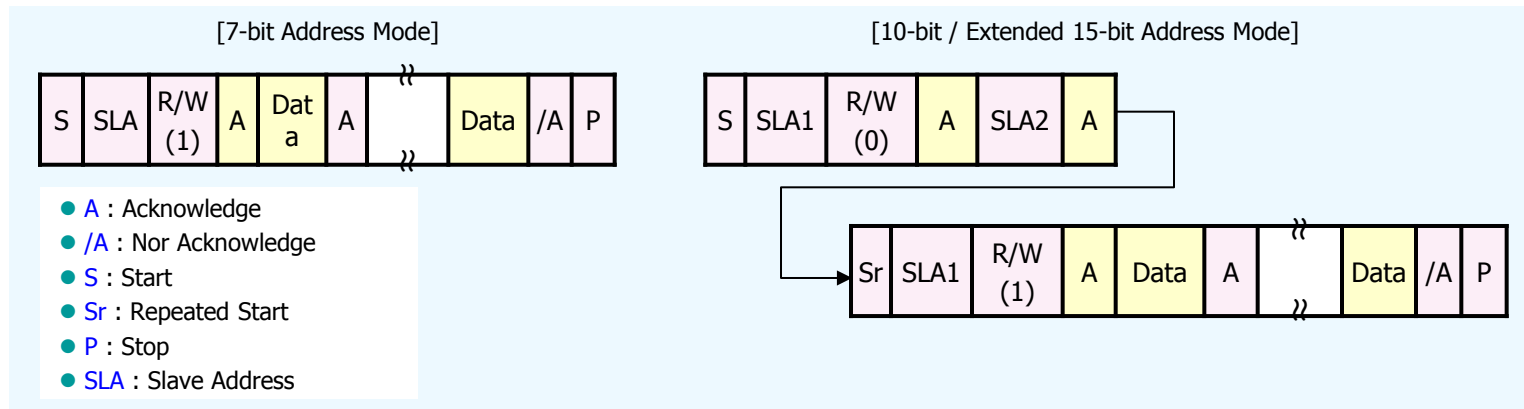 [7-bit Address Mode]
S SLA R/W (1) A Dat a A Data /A P
A : Acknowledge
/A : Nor Acknowledge
S : Start
Sr : Repeated Start
P : Stop
SLA : Slave Address
[10-bit / Extended 15-bit Address Mode]
S SLA1 R/W (0) A SLA2 A
Sr SLA1 R/W (1) A Data A Data /A P